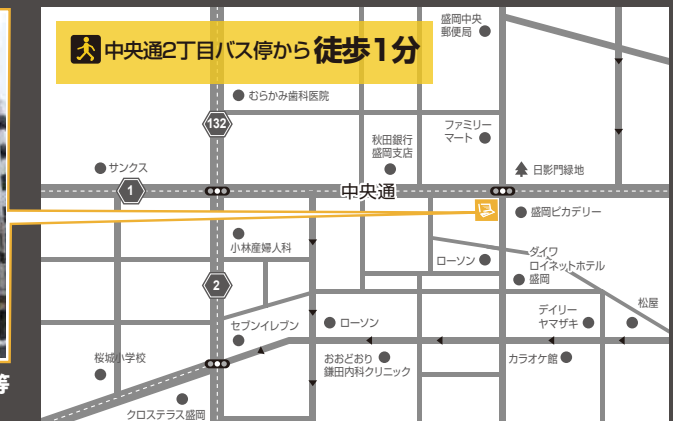 中央通2丁目バス停から徒歩1分
盛岡中央
郵便局
むらかみ歯科医院
132
秋田銀行
盛岡支店
ファミリー
マート
サンクス
日影門緑地
1
中央通
盛岡ピカデリー
小林産婦人科
ローソン
ダイワ
ロイネットホテル
盛岡
2
セブンイレブン
ローソン
デイリー
ヤマザキ
松屋
桜城小学校
おおどおり
鎌田内科クリニック
カラオケ館
クロステラス盛岡
等